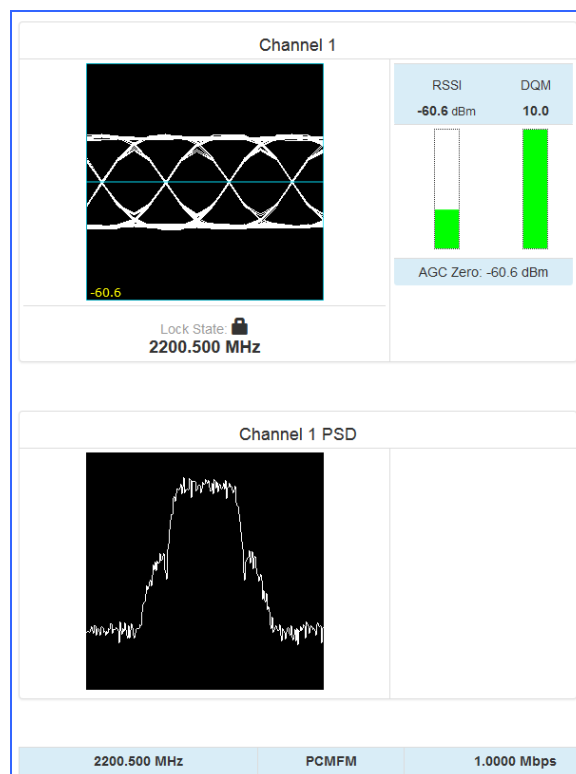 Channel 1
RSSI DQM
-60.6 dBm 10.0
-60.6
AGC Zero: -60.6 dBm
Lock State:
2200.500 MHz
Channel 1 PSD
2200.500 MHz PCMFM 1.0000 Mbps